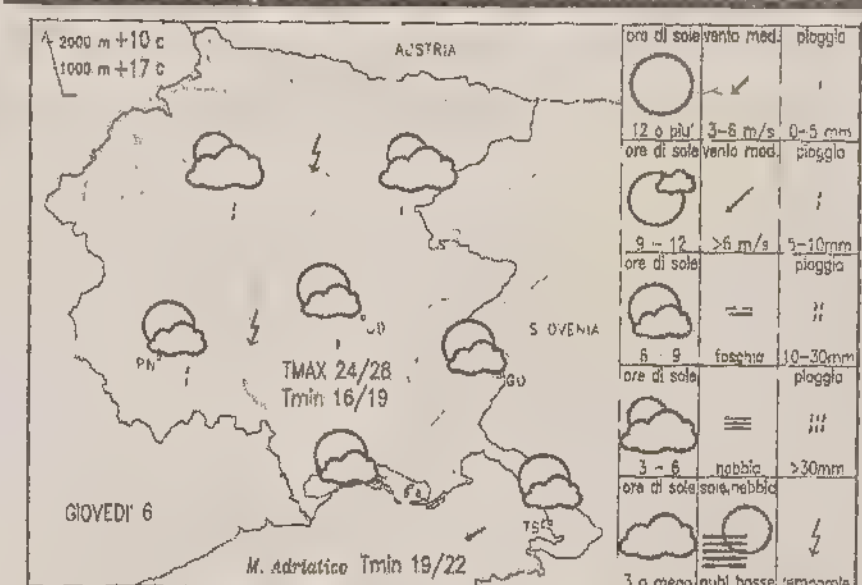 2000 m +10 c
1000 m +17 c
AUSTRIA
PN
UD
TMAX 24/28
Tmin 16/19
SLOVENIA
GO
GIOVEDI' 6
TS
M. Adriatico Tmin 19/22
ore di sole vento med. pioggia
12 o piu' 3-6 m/s 0-5 mm
ore di sole vento med. pioggia
9 - 12 >6 m/s 5-10mm
ore di sole pioggia
6 - 9 foschia 10-30mm
ore di sole pioggia
3 - 6 nebbia >30mm
ore di sole sole, nebbia
3 o meno nubi basse temporale